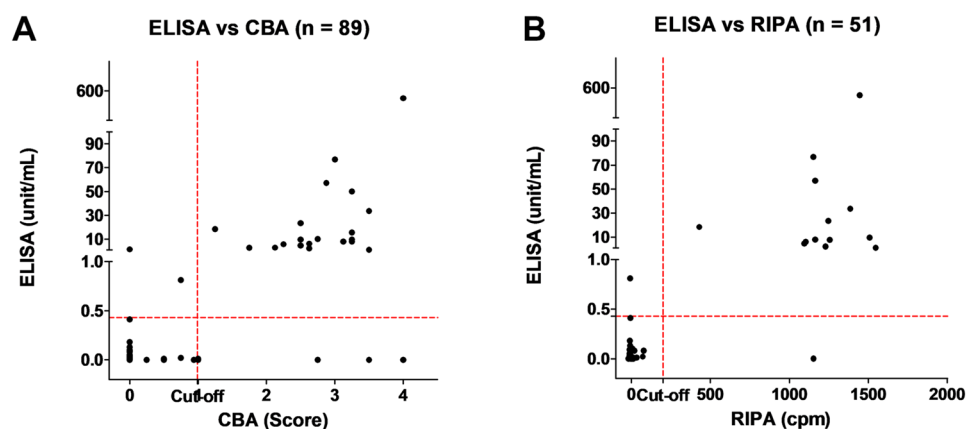 A
ELISA vs CBA (n = 89)
ELISA (unit/mL)
600
90
70
50
30
10
1.0
0.5
0.0
0 1 2 3 4
Cut-off
CBA (Score)
B
ELISA vs RIPA (n = 51)
ELISA (unit/mL)
600
90
70
50
30
10
1.0
0.5
0.0
0 Cut-off 500 1000 1500 2000
RIPA (cpm)